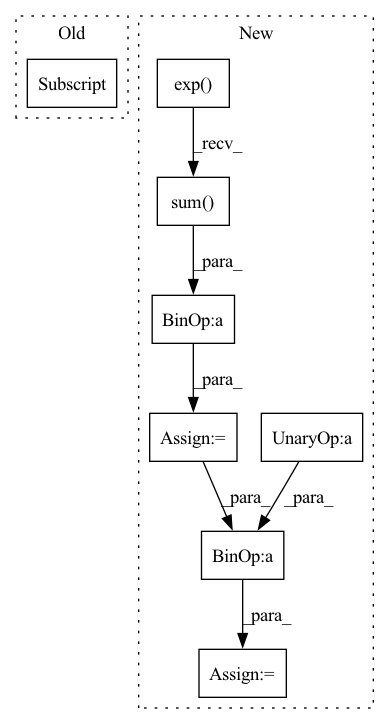 Old
New
Subscript
exp()
_recv_
sum()
_para_
BinOp:a
_para_
Assign:=
UnaryOp:a
_para_
_para_
BinOp:a
_para_
Assign:=